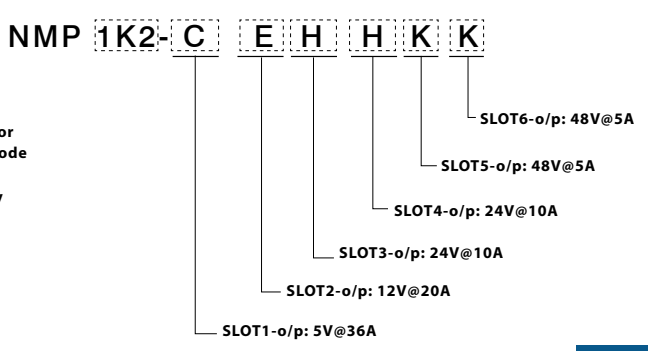 NMP 1K2-C E H H K K
SLOT6-o/p: 48V@5A
ode
SLOT5-o/p: 48V@5A
SLOT4-o/p: 24V@10A
SLOT3-o/p: 24V@10A
SLOT2-o/p: 12V@20A
SLOT1-o/p: 5V@36A